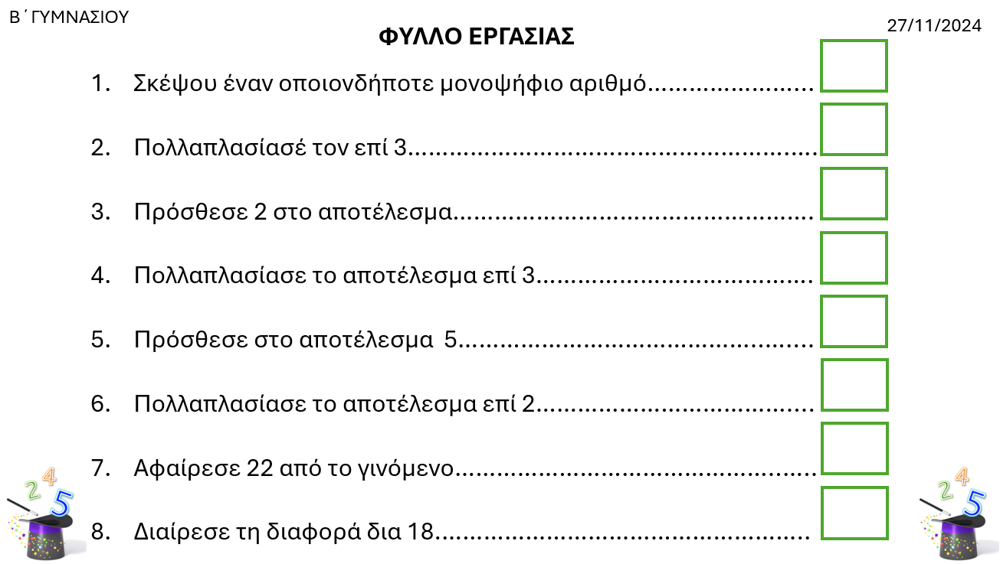 Β΄ΓΥΜΝΑΣΙΟΥ
27/11/2024
ΦΥΛΛΟ ΕΡΓΑΣΙΑΣ
1. Σκέψου έναν οποιονδήποτε μονοψήφιο αριθμό........................
2. Πολλαπλασίασέ τον επί 3............................................................
3. Πρόσθεσε 2 στο αποτέλεσμα....................................................
4. Πολλαπλασίασε το αποτέλεσμα επί 3........................................
5. Πρόσθεσε στο αποτέλεσμα  5....................................................
6. Πολλαπλασίασε το αποτέλεσμα επί 2........................................
7. Αφαίρεσε 22 από το γινόμενο....................................................
8. Διαίρεσε τη διαφορά δια 18......................................................
2 4 5
2 4 5